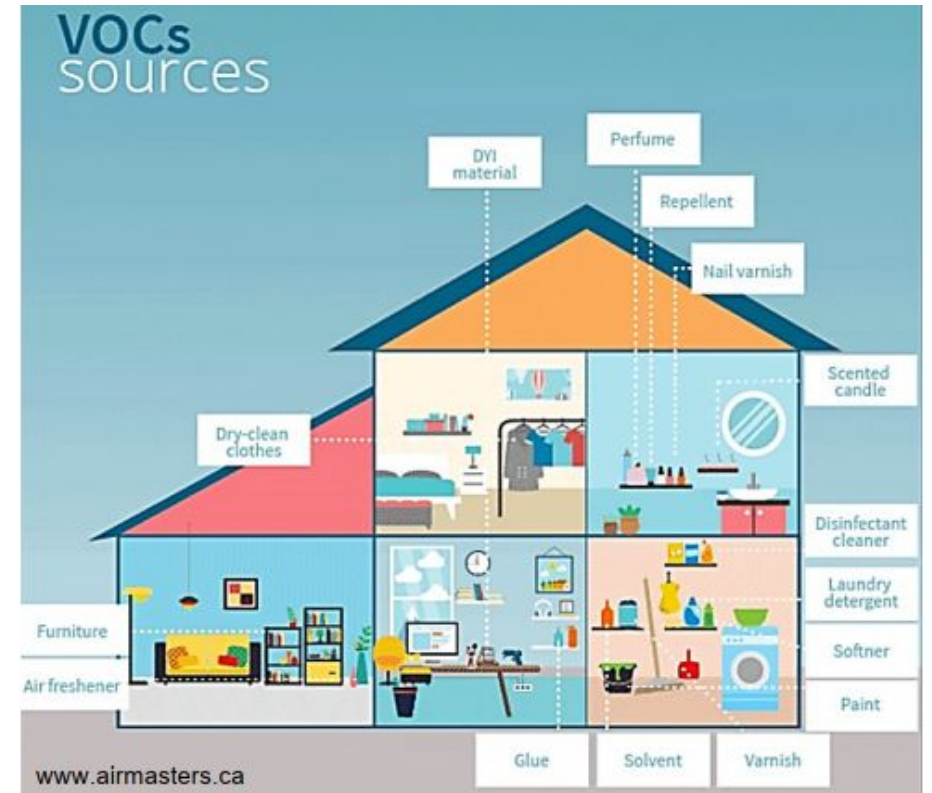 VOCs
sources
Perfume
DYI
material
Repellent
Nail varnish
Scented
candle
Dry-clean
clothes
Disinfectant
cleaner
Laundry
detergent
Furniture
Softner
Air freshener
Paint
Glue
Solvent
Varnish
www.airmasters.ca